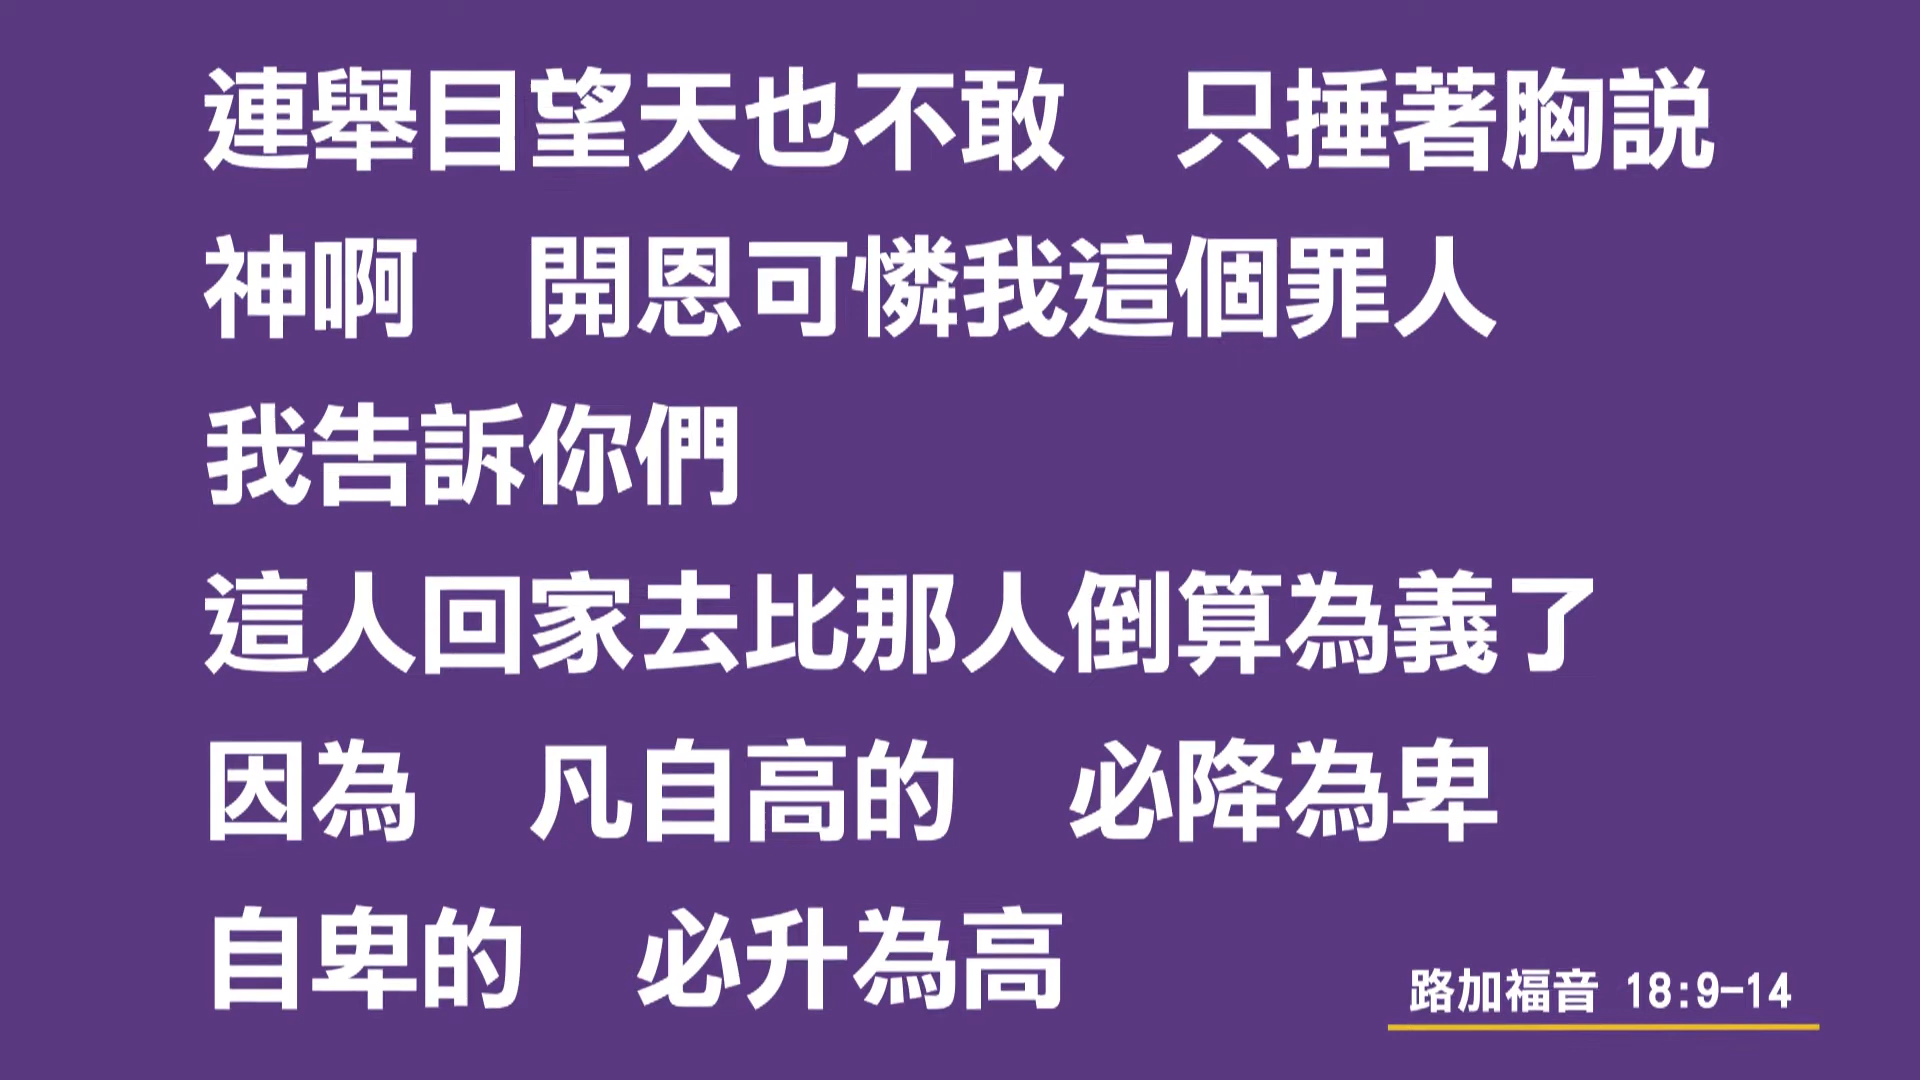 連舉目望天也不敢　只捶著胸説
神啊　開恩可憐我這個罪人
我告訴你們
這人回家去比那人倒算為義了
因為　凡自高的　必降為卑
自卑的　必升為高
路加福音 18:9-14